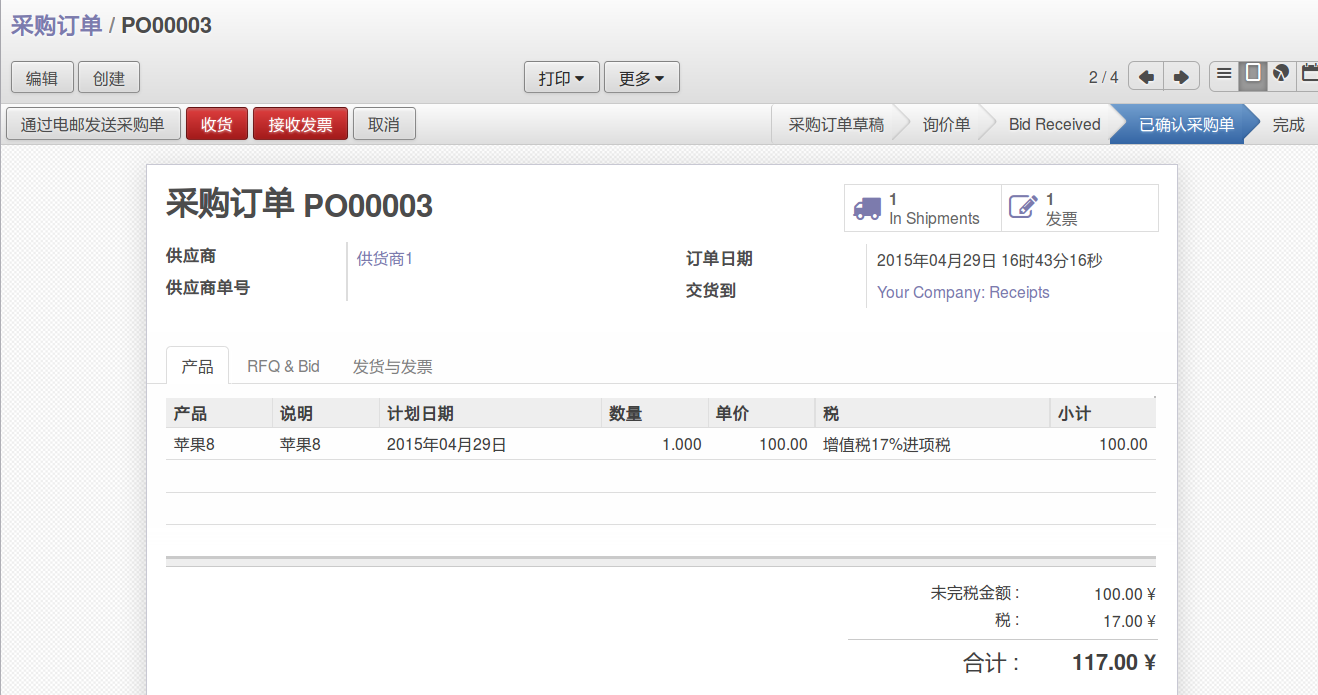 采购订单 / PO00003
编辑 创建 打印 更多 2 / 4
通过电邮发送采购单 收货 接收发票 取消 采购订单草稿 询价单 Bid Received 已确认采购单 完成
采购订单 PO00003
1 In Shipments
1 发票
供应商 供货商1
供应商单号
订单日期 2015年04月29日 16时43分16秒
交货到 Your Company: Receipts
产品 RFQ & Bid 发货与发票
产品 说明 计划日期 数量 单价 税 小计
苹果8 苹果8 2015年04月29日 1.000 100.00 增值税17%进项税 100.00
未完税金额 : 100.00 ¥
税 : 17.00 ¥
合计 : 117.00 ¥